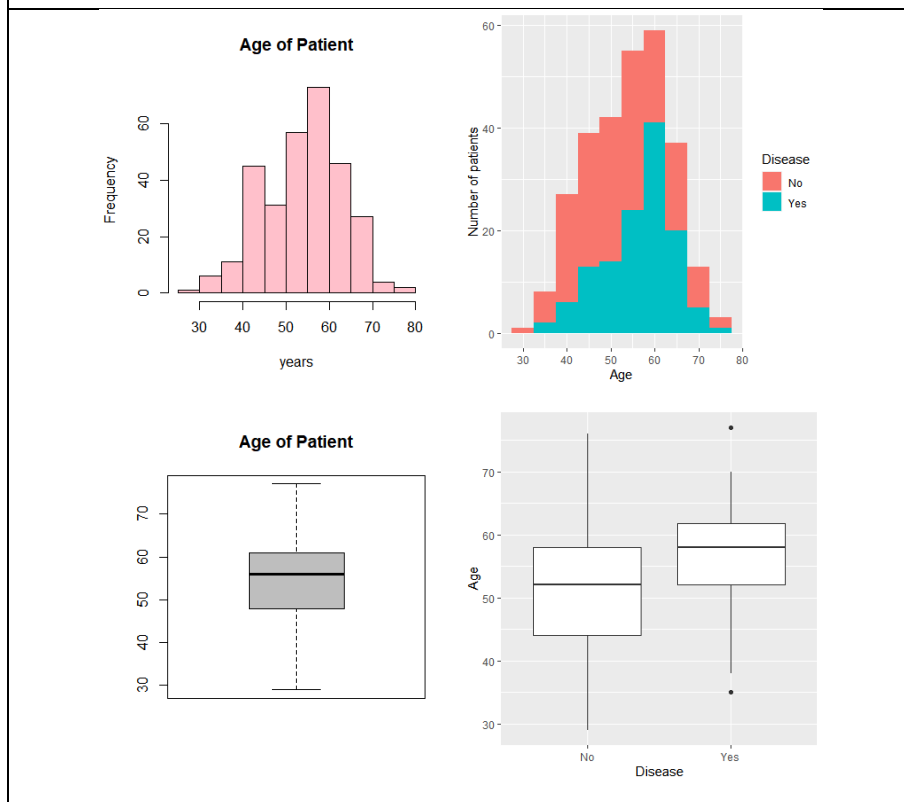 Age of Patient
Frequency
60
40
20
0
30 40 50 60 70 80
years
Number of patients
60
40
20
0
30 40 50 60 70 80
Age
Disease
No
Yes
Age of Patient
70
60
50
40
30
Age
70
60
50
40
30
No Yes
Disease